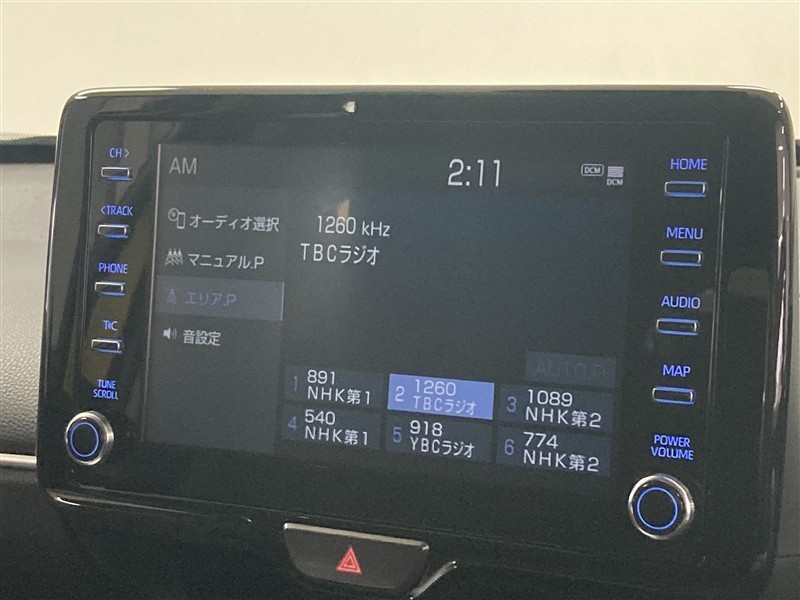 CH >
< TRACK
PHONE
T C
TUNE
SCROLL
AM
2:11
DCM
DCM
オーディオ選択
マニュアル.P
エリア.P
音設定
1260 kHz
TBCラジオ
AUTO.P
1 891
NHK第1
2 1260
TBCラジオ
3 1089
NHK第2
4 540
NHK第1
5 918
YBCラジオ
6 774
NHK第2
HOME
MENU
AUDIO
MAP
POWER
VOLUME